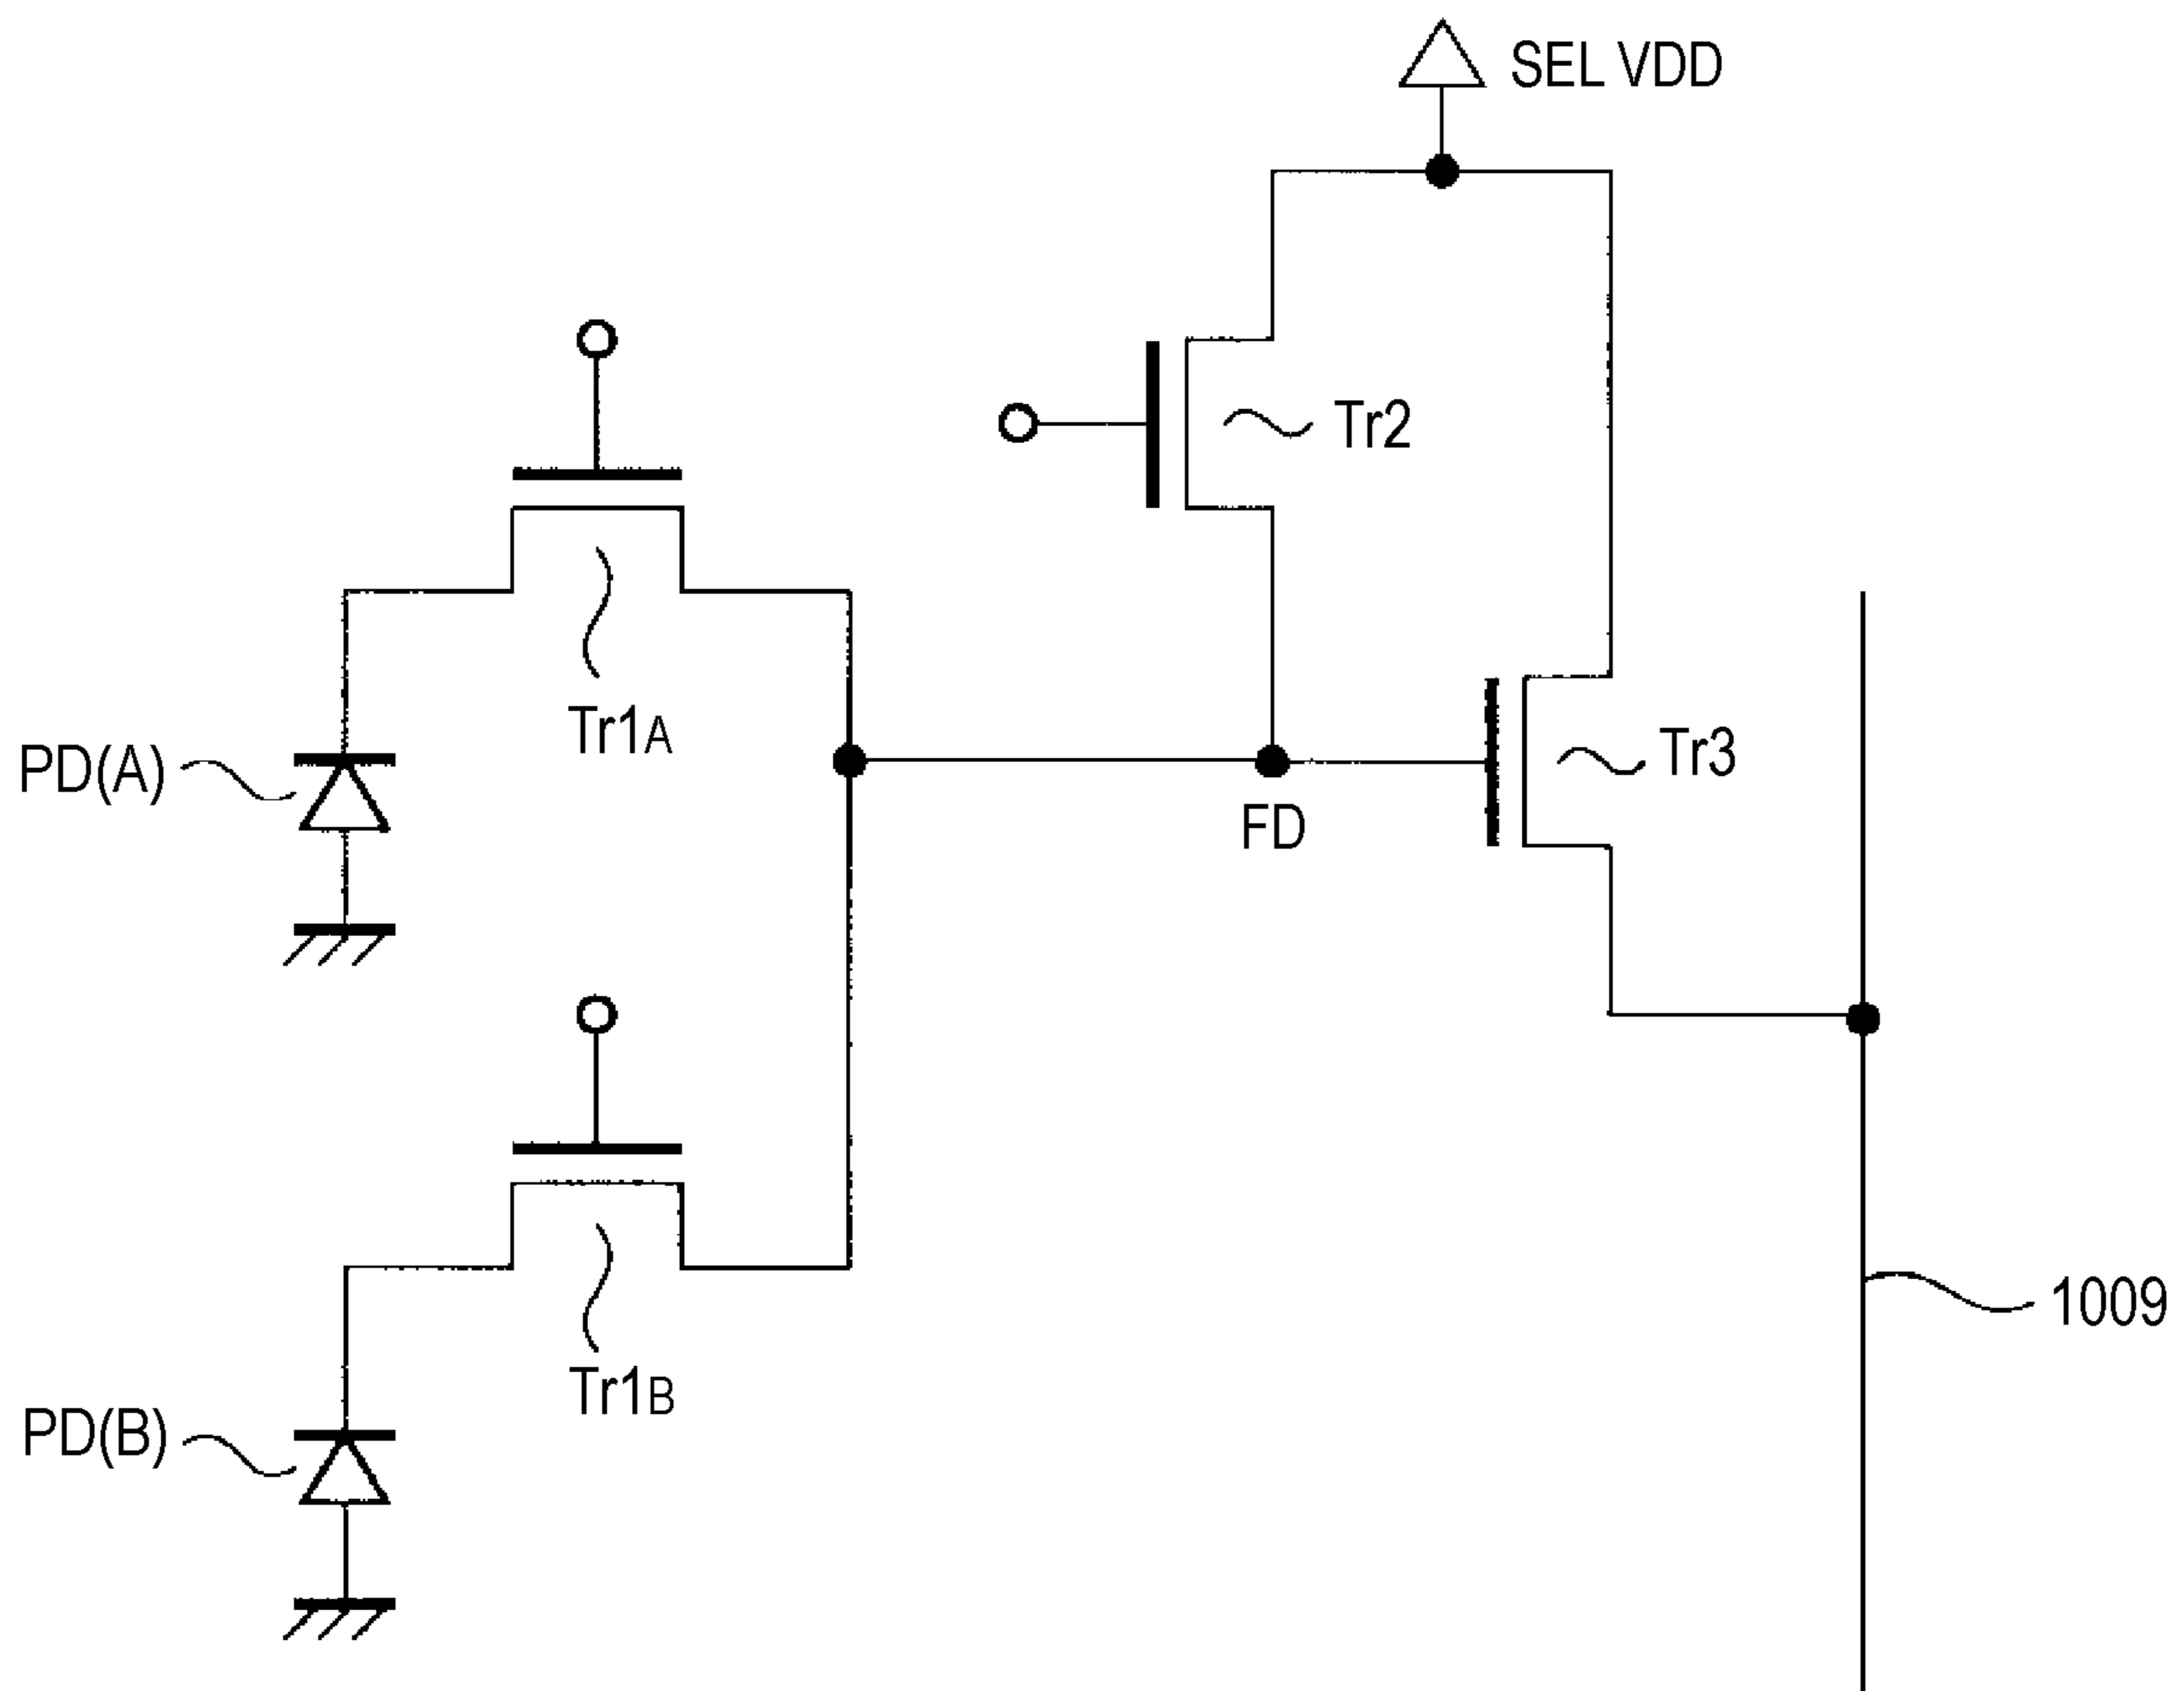 SEL VDD
Tr2
Tr1A
Tr3
PD(A)
FD
1009
Tr1B
PD(B)